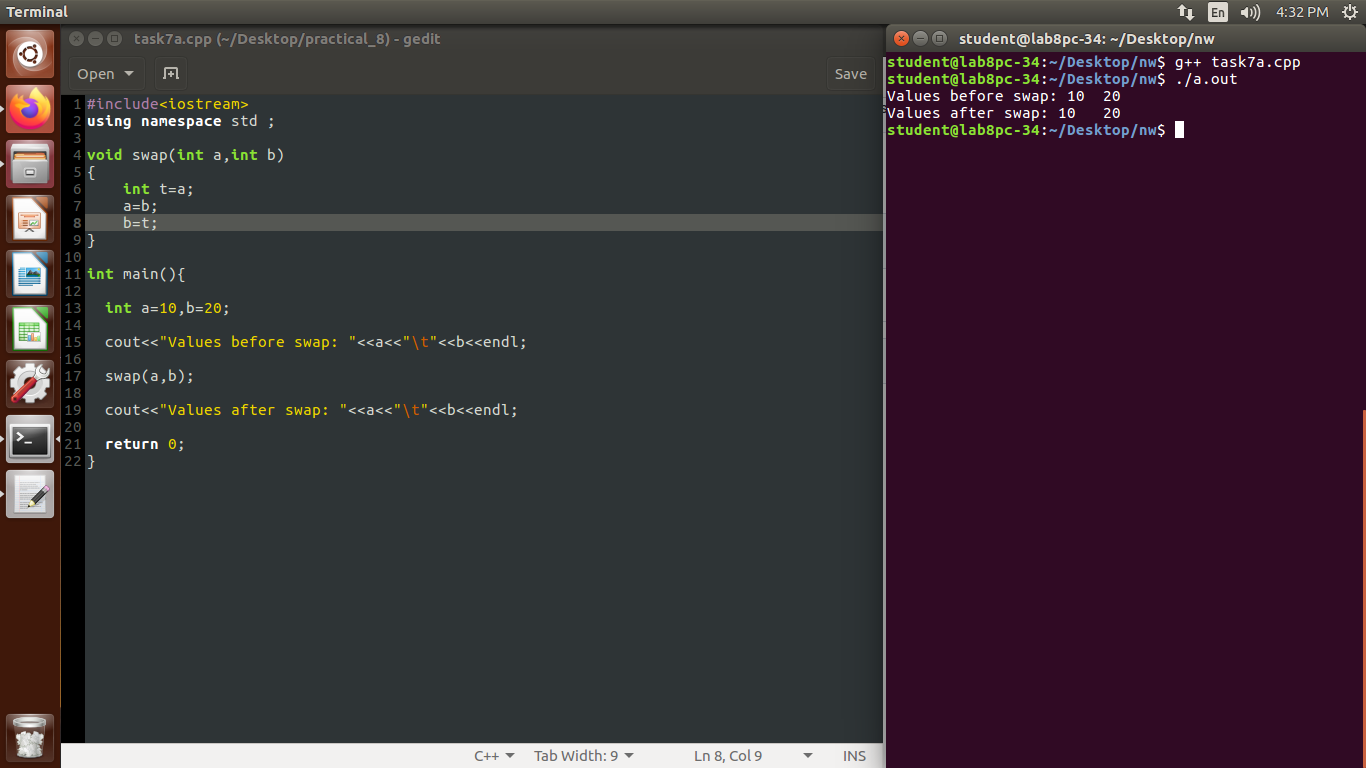 Terminal
En
4:32 PM
task7a.cpp (~/Desktop/practical_8) - gedit
Open
Save
1 #include<iostream>
2 using namespace std ;
3
4 void swap(int a,int b)
5 {
6     int t=a;
7     a=b;
8     b=t;
9 }
10
11 int main(){
12
13   int a=10,b=20;
14
15   cout<<"Values before swap: "<<a<<"\t"<<b<<endl;
16
17   swap(a,b);
18
19   cout<<"Values after swap: "<<a<<"\t"<<b<<endl;
20
21   return 0;
22 }
C++
Tab Width: 9
Ln 8, Col 9
INS
student@lab8pc-34: ~/Desktop/nw
student@lab8pc-34:~/Desktop/nw$ g++ task7a.cpp
student@lab8pc-34:~/Desktop/nw$ ./a.out
Values before swap: 10  20
Values after swap: 10   20
student@lab8pc-34:~/Desktop/nw$